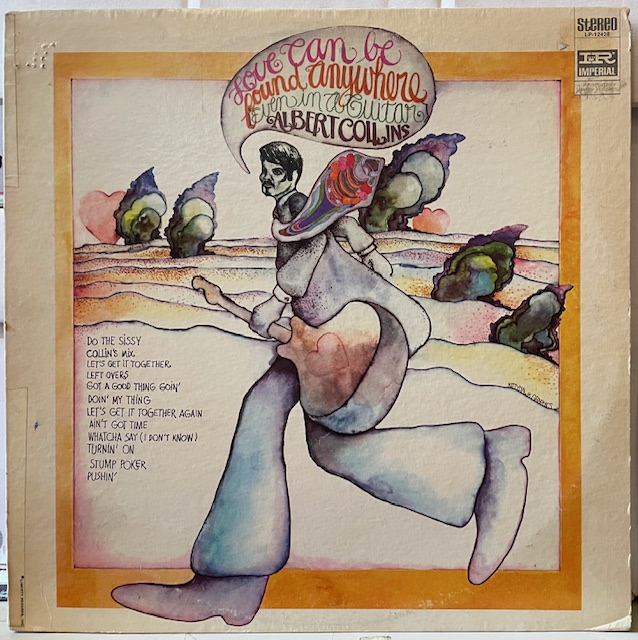 Stereo
LP-12428
IR
IMPERIAL
Love Can be
found anywhere
Even in a Guitar
ALBERT COLLINS
DO THE SISSY
COLLIN'S MIX
LET'S GET IT TOGETHER
LEFT OVERS
GOT A GOOD THING GOIN'
DOIN' MY THING
LET'S GET IT TOGETHER AGAIN
AIN'T GOT TIME
WHATCHA SAY (I DON'T KNOW)
TURNIN' ON
STUMP POKER
PUSHIN'